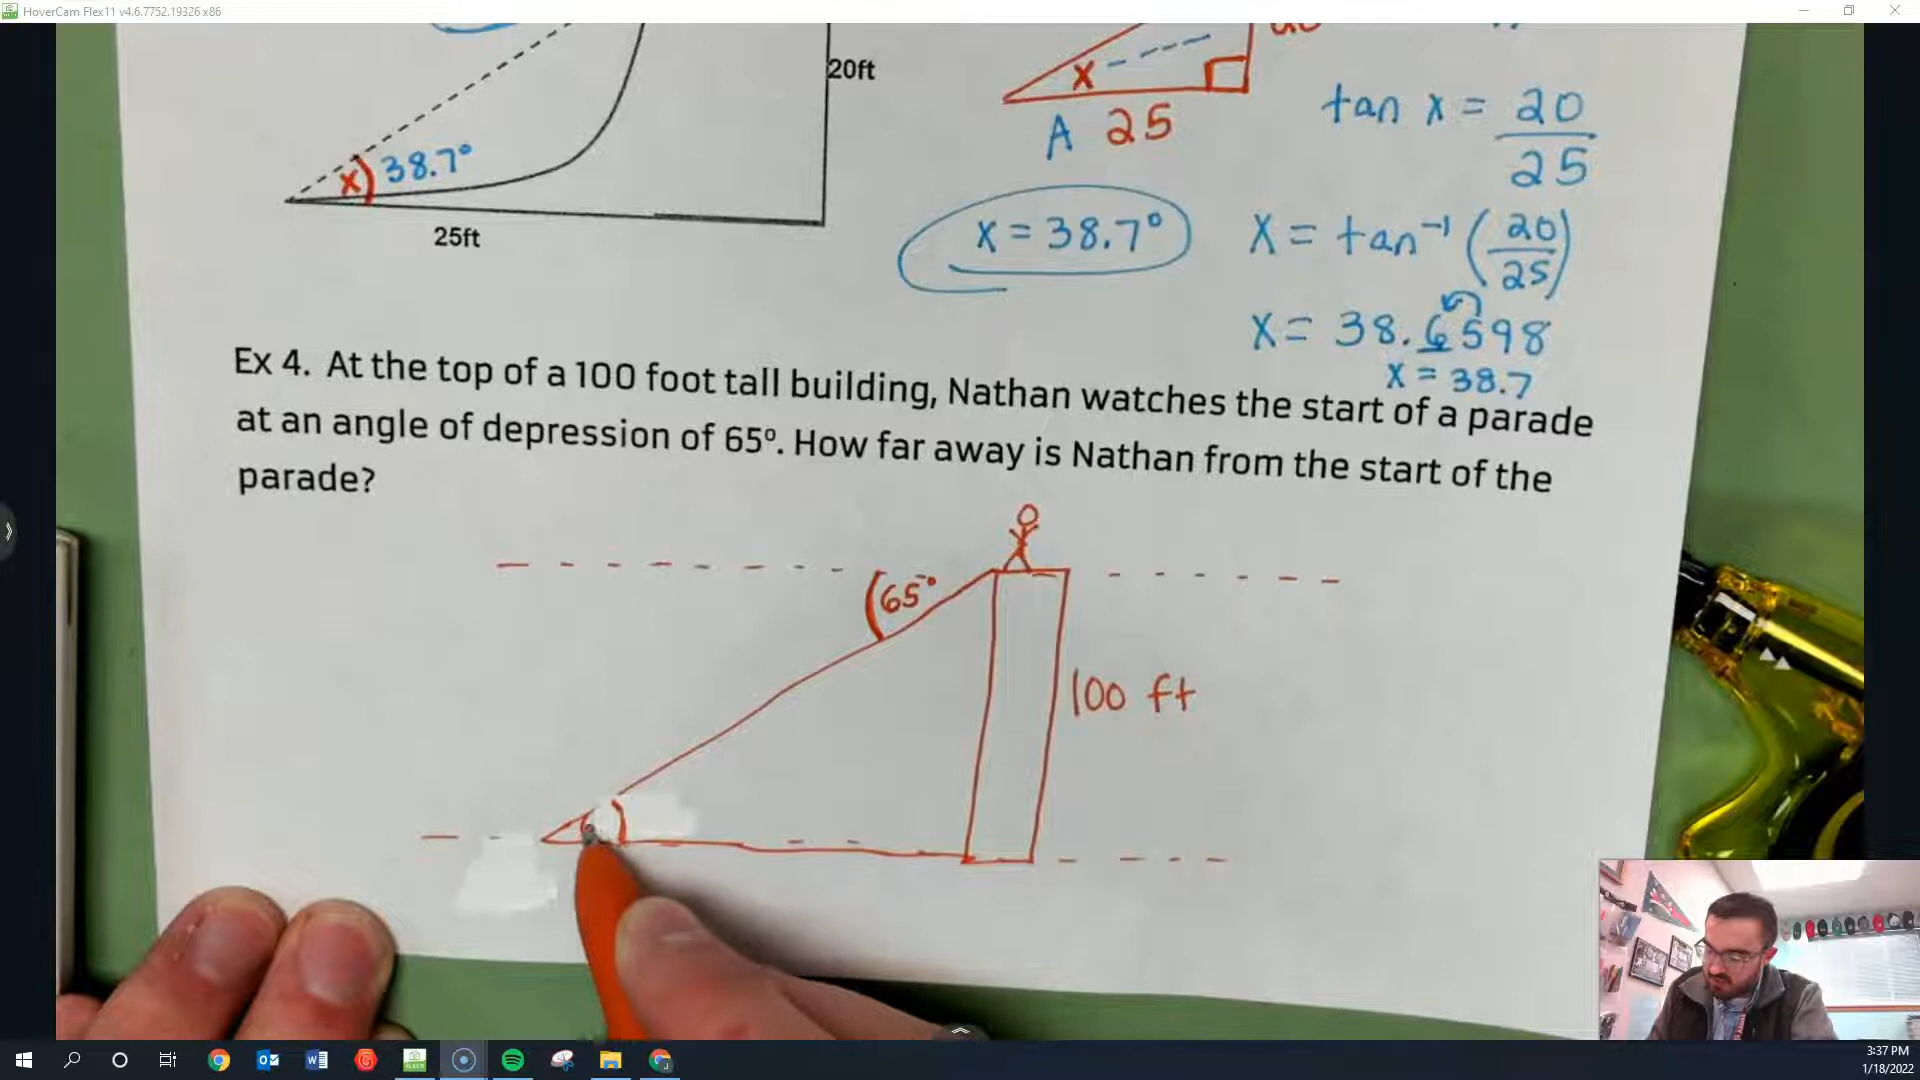 HoverCam Flex11 v4.6.7752.19326 x86
20ft
x
A 25
tan x = 20/25
x 38.7°
25ft
x = 38.7°
x = tan⁻¹ (20/25)
x = 38.6598
x = 38.7
Ex 4. At the top of a 100 foot tall building, Nathan watches the start of a parade
at an angle of depression of 65º. How far away is Nathan from the start of the
parade?
65°
100 ft
3:37 PM
1/18/2022